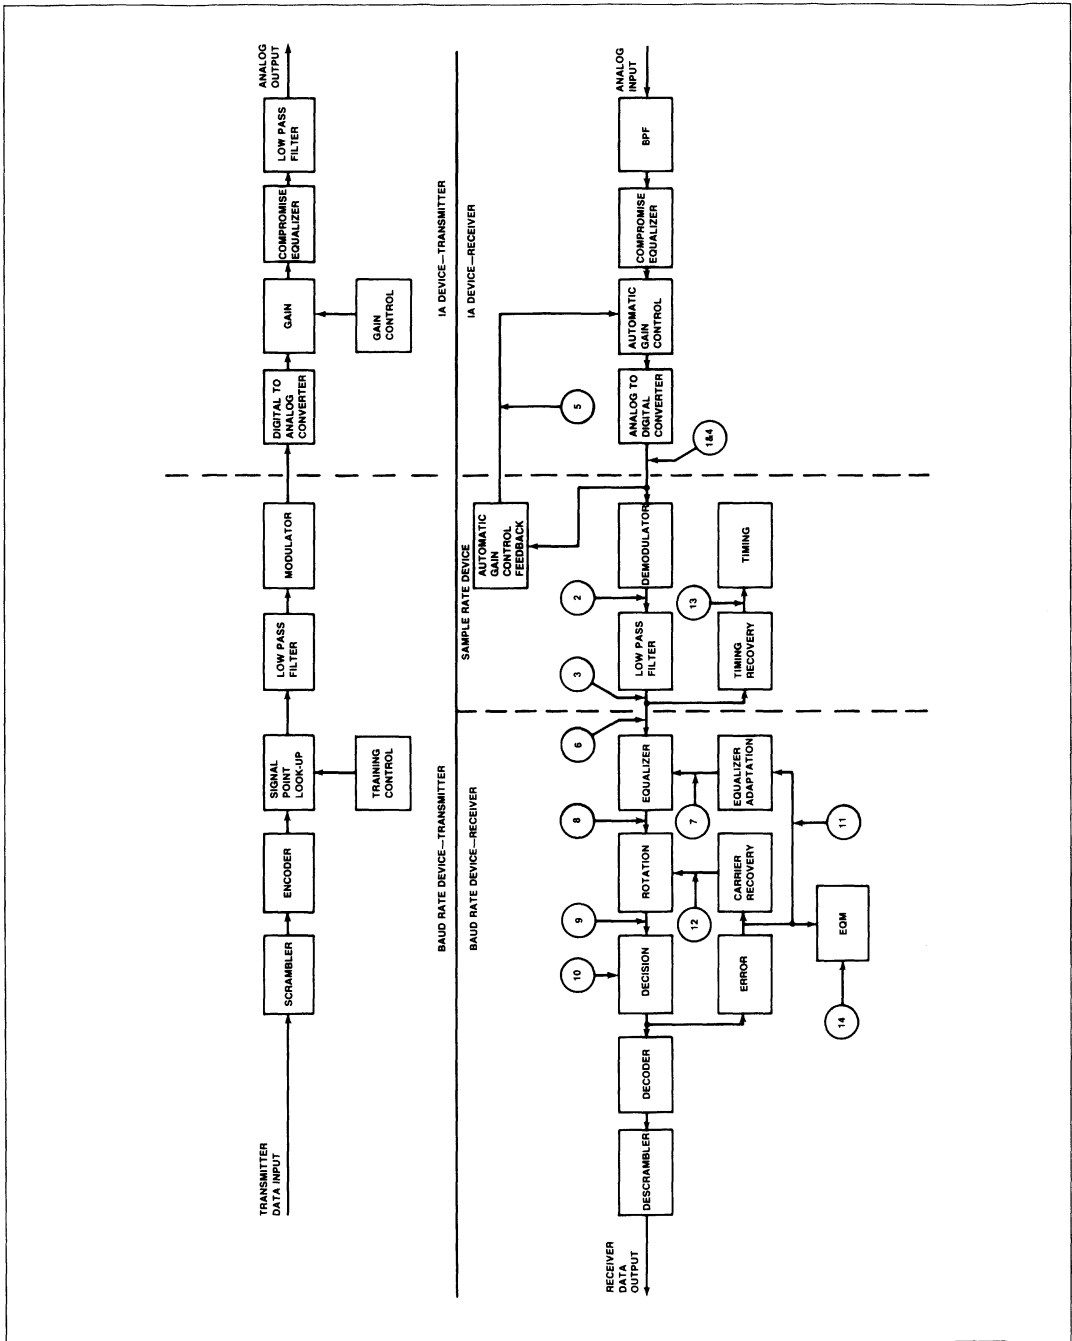 TRANSMITTER
DATA INPUT
SCRAMBLER
ENCODER
SIGNAL
POINT
LOOK-UP
TRAINING
CONTROL
LOW PASS
FILTER
MODULATOR
DIGITAL TO
ANALOG
CONVERTER
GAIN
GAIN
CONTROL
COMPROMISE
EQUALIZER
LOW PASS
FILTER
ANALOG
OUTPUT
BAUD RATE DEVICE—TRANSMITTER
IA DEVICE—TRANSMITTER
BAUD RATE DEVICE—RECEIVER
SAMPLE RATE DEVICE
IA DEVICE—RECEIVER
AUTOMATIC
GAIN
CONTROL
FEEDBACK
5
RECEIVER
DATA
OUTPUT
DESCRAMBLER
DECODER
10
DECISION
9
ROTATION
8
EQUALIZER
6
3
LOW PASS
FILTER
2
DEMODULATOR
1&4
ANALOG TO
DIGITAL
CONVERTER
AUTOMATIC
GAIN
CONTROL
COMPROMISE
EQUALIZER
BPF
ANALOG
INPUT
ERROR
12
CARRIER
RECOVERY
7
EQUALIZER
ADAPTATION
TIMING
RECOVERY
13
TIMING
14
EQM
11